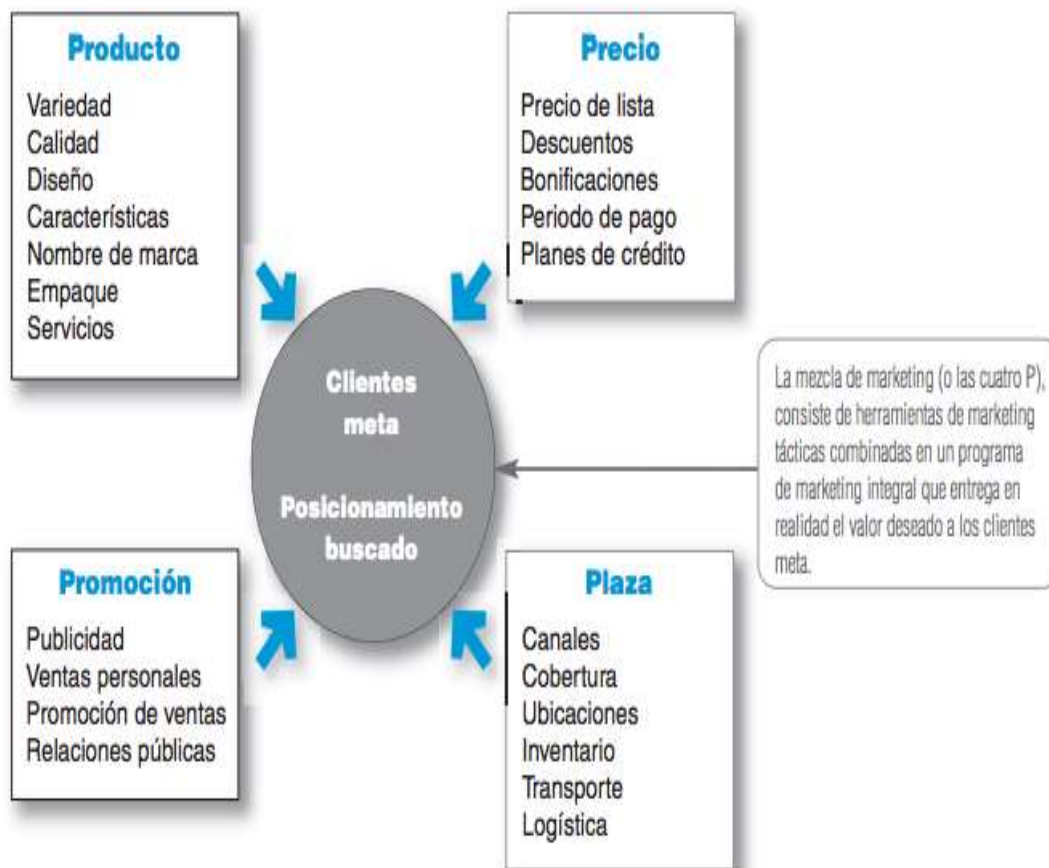 Producto
Variedad
Calidad
Diseño
Características
Nombre de marca
Empaque
Servicios
Precio
Precio de lista
Descuentos
Bonificaciones
Periodo de pago
Planes de crédito
Clientes
meta
Posicionamiento
buscado
La mezcla de marketing (o las cuatro P),
consiste de herramientas de marketing
tácticas combinadas en un programa
de marketing integral que entrega en
realidad el valor deseado a los clientes
meta.
Promoción
Publicidad
Ventas personales
Promoción de ventas
Relaciones públicas
Plaza
Canales
Cobertura
Ubicaciones
Inventario
Transporte
Logística